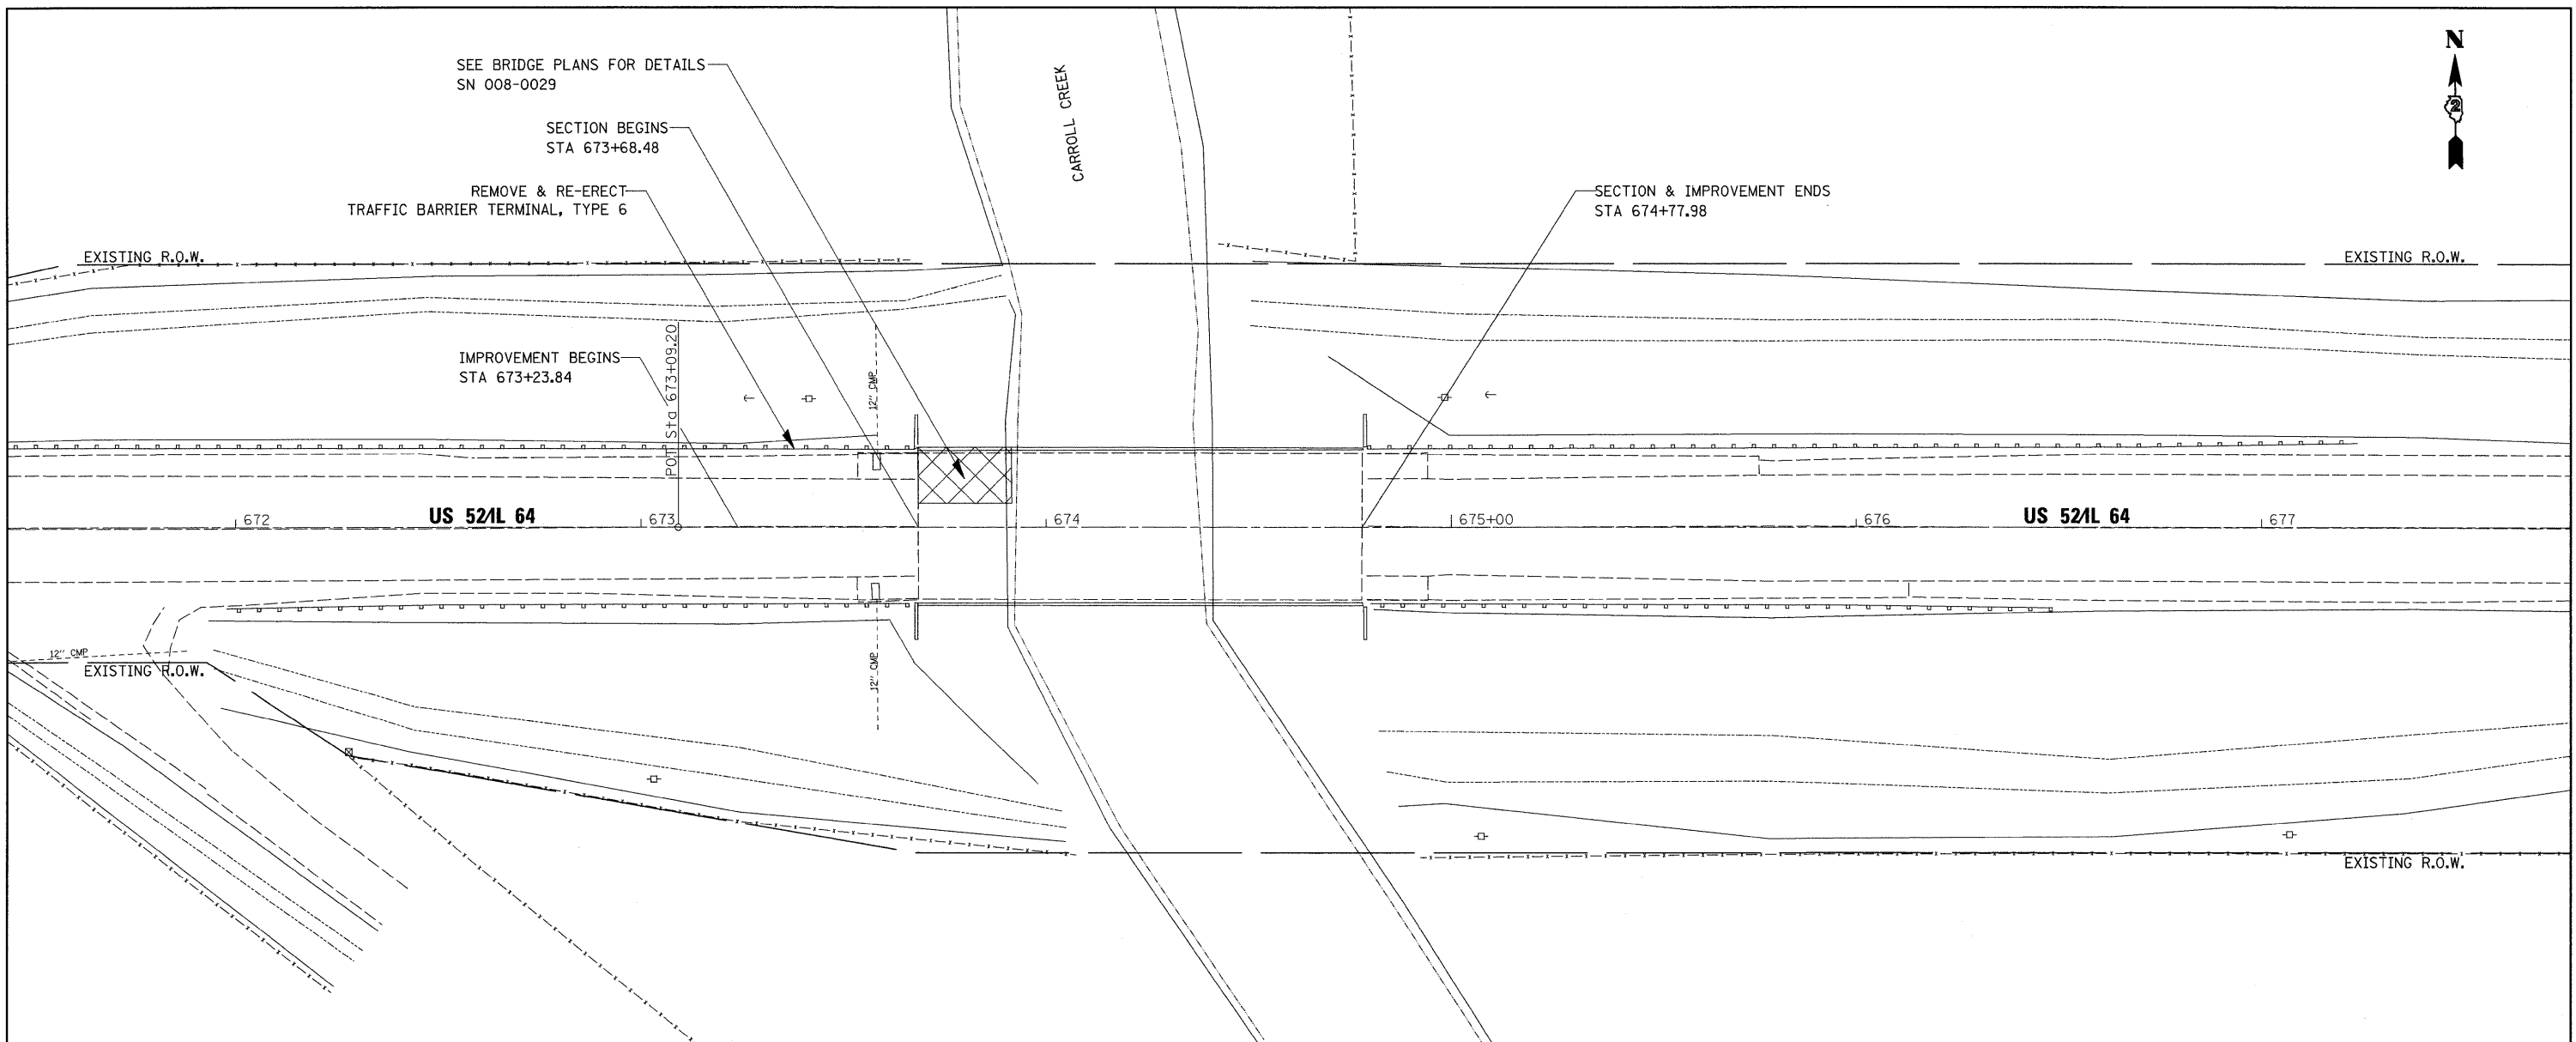 N
2
SEE BRIDGE PLANS FOR DETAILS
SN 008-0029
SECTION BEGINS
STA 673+68.48
REMOVE & RE-ERECT
TRAFFIC BARRIER TERMINAL, TYPE 6
CARROLL CREEK
SECTION & IMPROVEMENT ENDS
STA 674+77.98
EXISTING R.O.W.
EXISTING R.O.W.
IMPROVEMENT BEGINS
STA 673+23.84
POT Sta 673+09.20
12" CMP
672
US 52/IL 64
673
674
675+00
676
US 52/IL 64
677
12" CMP
EXISTING R.O.W.
12" CMP
EXISTING R.O.W.